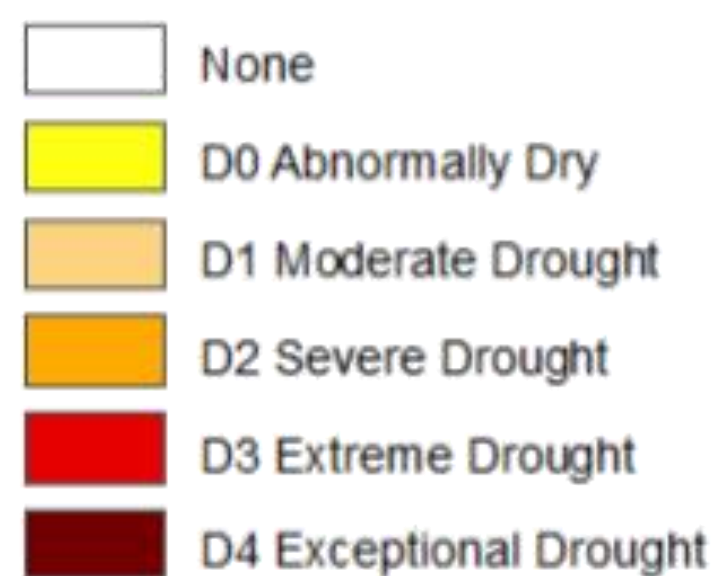 None
D0 Abnormally Dry
D1 Moderate Drought
D2 Severe Drought
D3 Extreme Drought
D4 Exceptional Drought